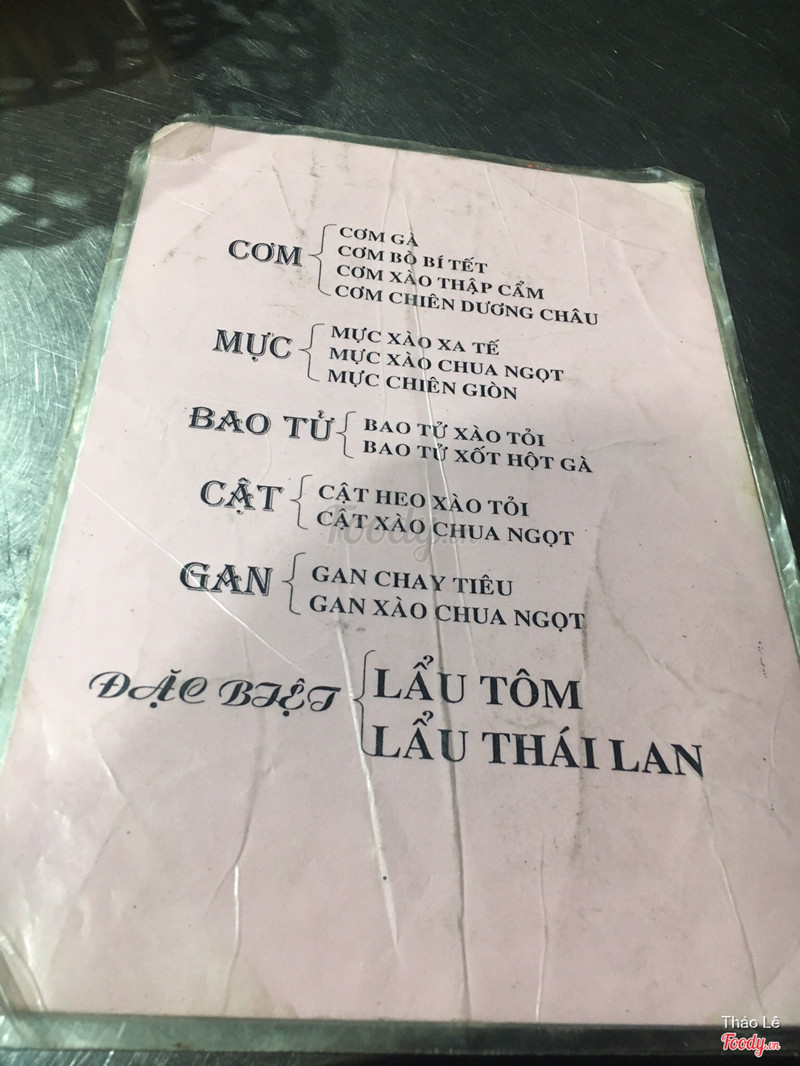 CƠM
CƠM GÀ
CƠM BÒ BÍ TẾT
CƠM XÀO THẬP CẨM
CƠM CHIÊN DƯƠNG CHÂU
MỰC
MỰC XÀO XA TẾ
MỰC XÀO CHUA NGỌT
MỰC CHIÊN GIÒN
BAO TỬ
BAO TỬ XÀO TỎI
BAO TỬ XỐT HỘT GÀ
CẬT
CẬT HEO XÀO TỎI
CẬT XÀO CHUA NGỌT
GAN
GAN CHAY TIÊU
GAN XÀO CHUA NGỌT
ĐẶC BIỆT
LẨU TÔM
LẨU THÁI LAN
Foody.vn
Thảo Lê
Foody.vn